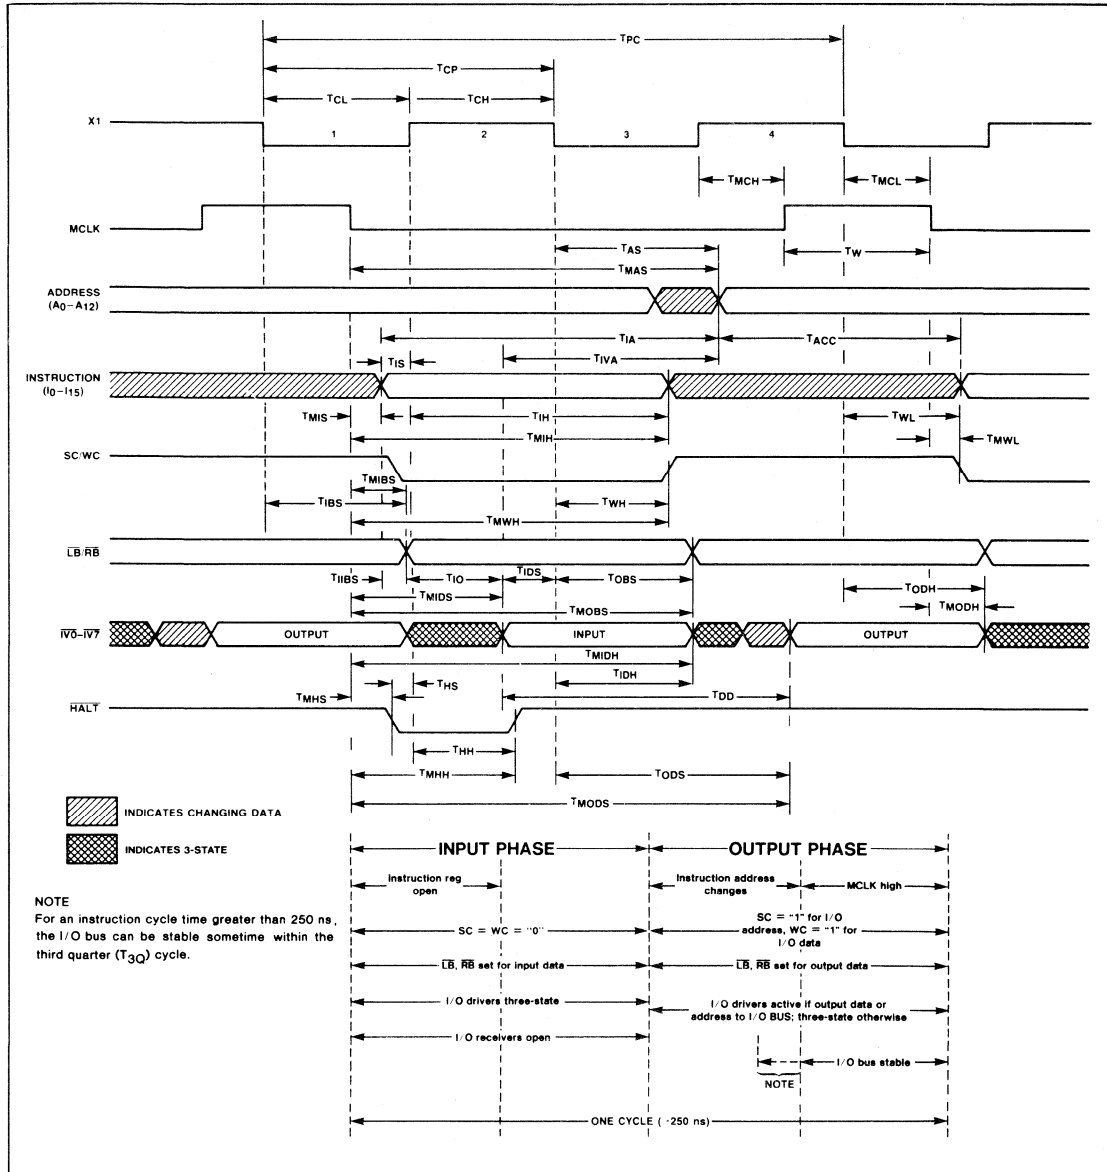 TPC
TCP
TCL TCH
X1 1 2 3 4
TMCH TMCL
MCLK
TAS TW
TMAS
ADDRESS
(A0–A12)
TIA TACC
TIS TIVA
INSTRUCTION
(I0–I15)
TMIS TIH TWL
TMIH TMWL
SC/WC
TMIBS
TIBS TWH
TMWH
LB/RB
TIIBS TIO TIDS TOBS TODH
TMIDS
TMOBS TMODH
IV0–IV7 OUTPUT INPUT OUTPUT
TMIDH
THS TIDH
TMHS TDD
HALT
THH
TMHH TODS
TMODS
INDICATES CHANGING DATA
INDICATES 3-STATE
NOTE
For an instruction cycle time greater than 250 ns,
the I/O bus can be stable sometime within the
third quarter (T3Q) cycle.
INPUT PHASE OUTPUT PHASE
Instruction reg
open
Instruction address
changes
MCLK high
SC = WC = "0"
SC = "1" for I/O
address, WC = "1" for
I/O data
LB, RB set for input data LB, RB set for output data
I/O drivers three-state
I/O drivers active if output data or
address to I/O BUS; three-state otherwise
I/O receivers open
I/O bus stable
NOTE
ONE CYCLE (·250 ns)